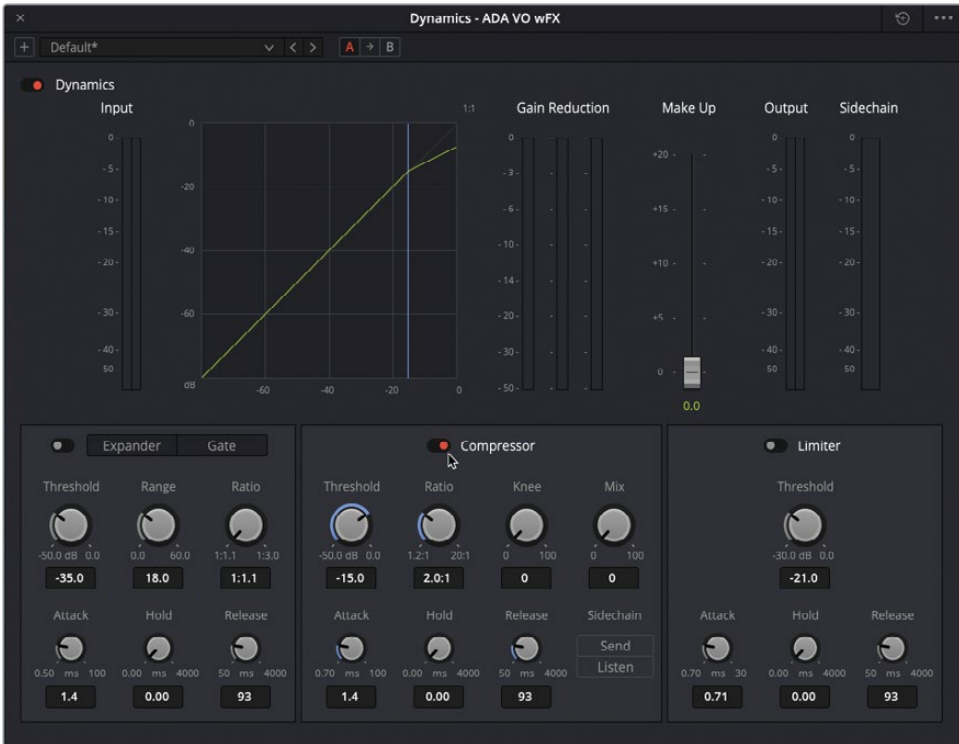 Dynamics - ADA VO wFX
Default*
A
B
Dynamics
Input
0
-5
-10
-15
-20
-30
-40
50
1:1
0
-20
-40
-60
dB
-60
-40
-20
0
Gain Reduction
0
-3
-6
-10
-14
-20
-30
-50
Make Up
+20
+15
+10
+5
0
0.0
Output
0
-5
-10
-15
-20
-30
-40
50
Sidechain
0
-5
-10
-15
-20
-30
-40
50
Expander Gate
Threshold Range Ratio
-50.0 dB 0.0 0.0 60.0 1:1.1 1:3.0
-35.0 18.0 1:1.1
Attack Hold Release
0.50 ms 100 0.00 ms 4000 50 ms 4000
1.4 0.00 93
Compressor
Threshold Ratio Knee Mix
-50.0 dB 0.0 1.2:1 20:1 0 100 0 100
-15.0 2.0:1 0 0
Attack Hold Release Sidechain
Send
Listen
0.70 ms 100 0.00 ms 4000 50 ms 4000
1.4 0.00 93
Limiter
Threshold
-30.0 dB 0.0
-21.0
Attack Hold Release
0.70 ms 30 0.00 ms 4000 50 ms 4000
0.71 0.00 93